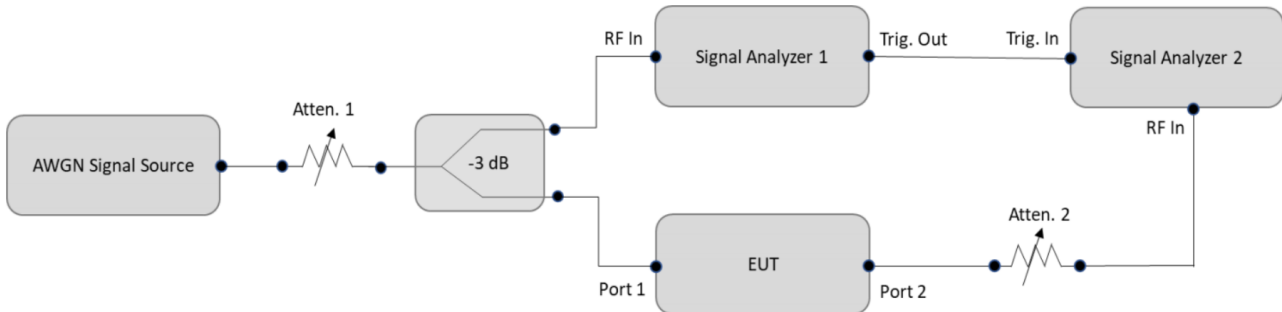 RF In
Signal Analyzer 1
Trig. Out
Trig. In
Signal Analyzer 2
Atten. 1
RF In
AWGN Signal Source
-3 dB
Atten. 2
EUT
Port 1
Port 2